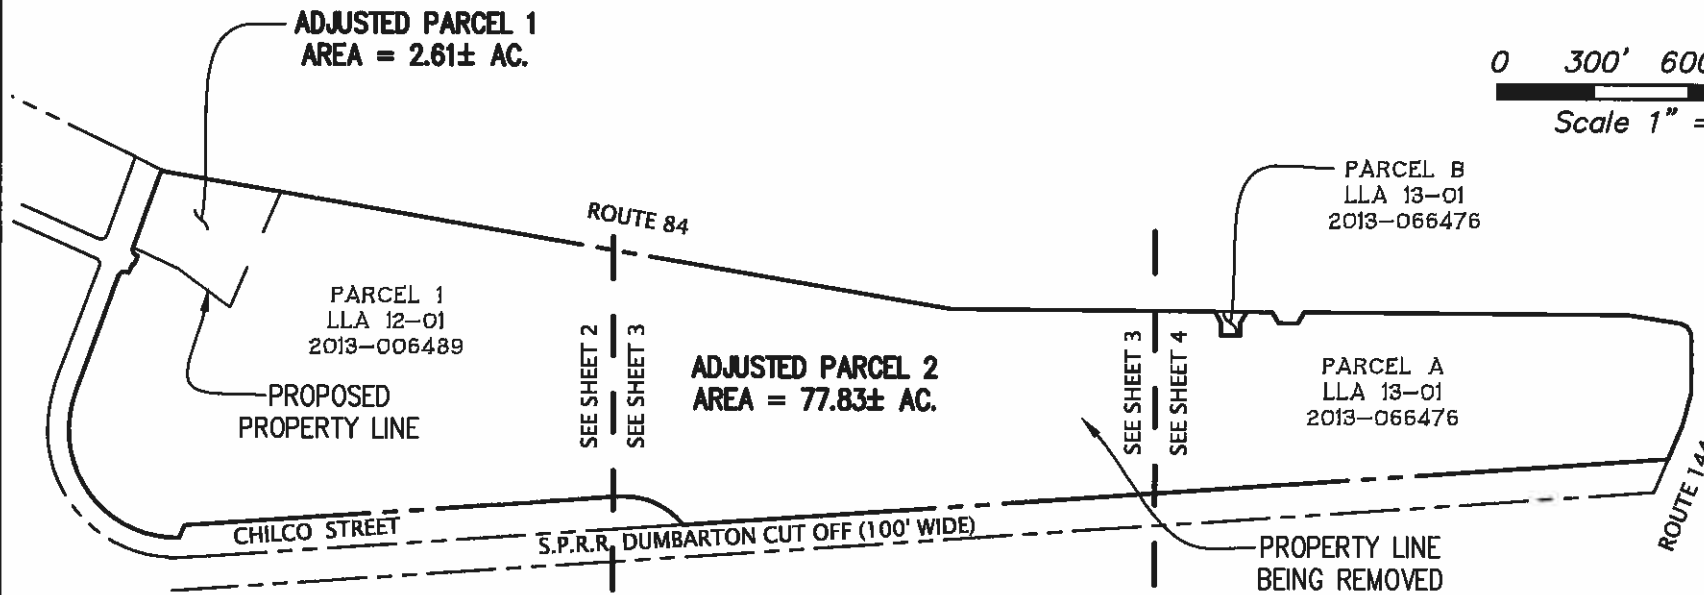 ADJUSTED PARCEL 1
AREA = 2.61± AC.
0 300' 600
Scale 1" =
PARCEL B
LLA 13-01
2013-066476
ROUTE 84
PARCEL 1
LLA 12-01
2013-006489
PROPOSED
PROPERTY LINE
SEE SHEET 2
SEE SHEET 3
ADJUSTED PARCEL 2
AREA = 77.83± AC.
SEE SHEET 3
SEE SHEET 4
PARCEL A
LLA 13-01
2013-066476
ROUTE 144
CHILCO STREET
S.P.R.R. DUMBARTON CUT OFF (100' WIDE)
PROPERTY LINE
BEING REMOVED